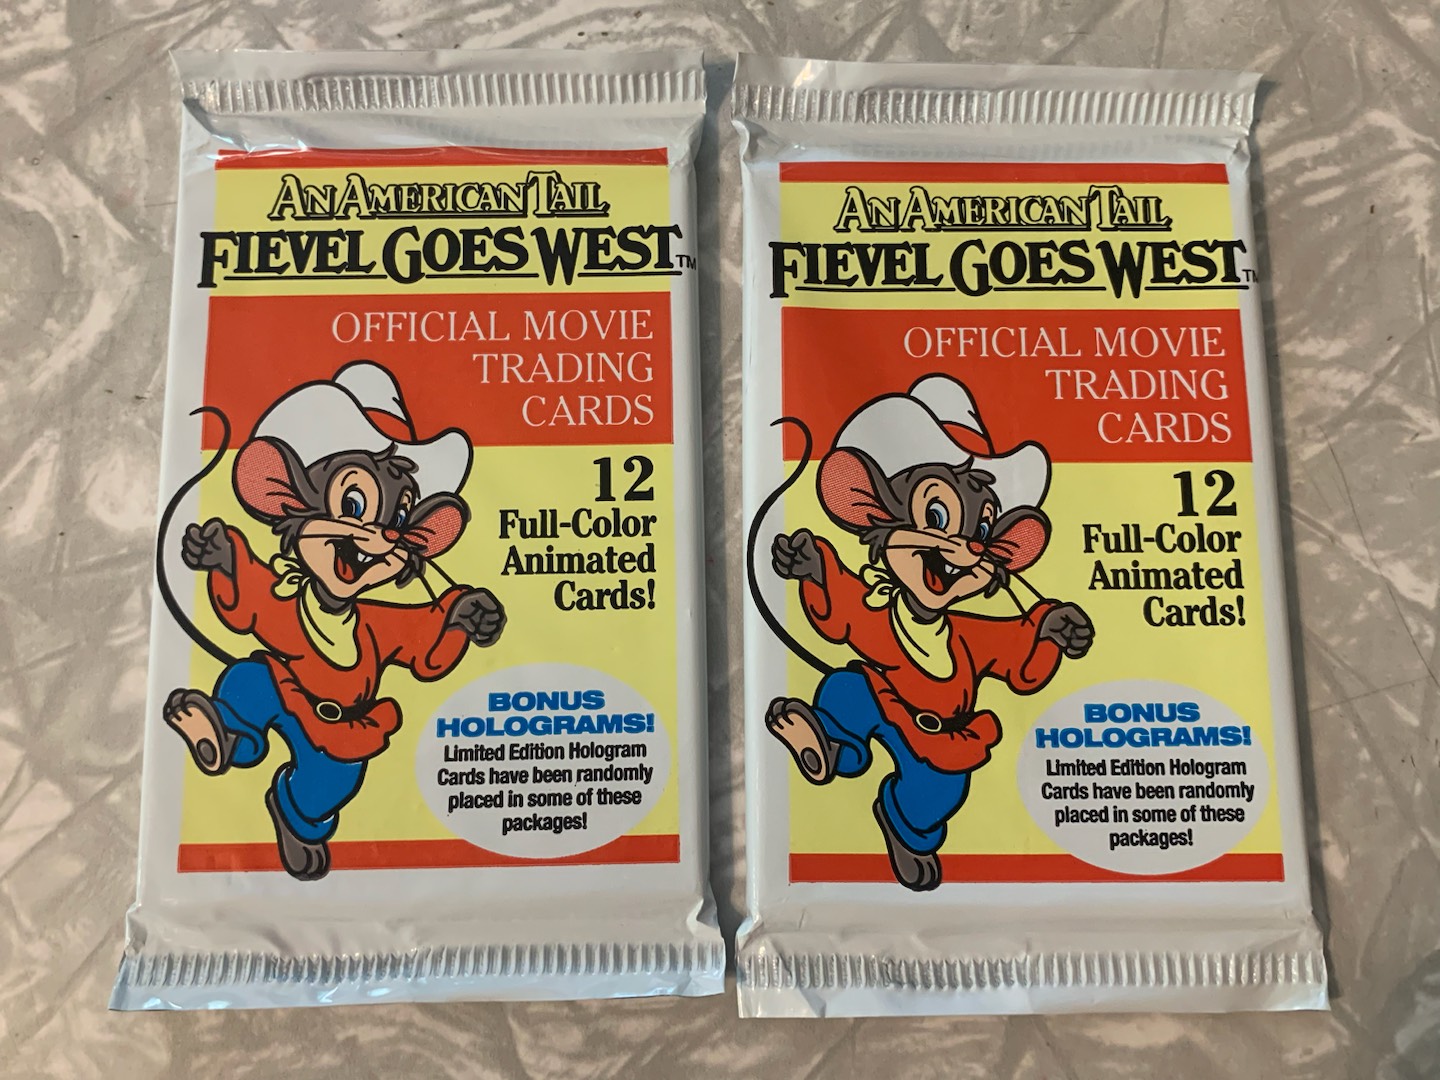 AN AMERICAN TAIL
FIEVEL GOES WEST™
OFFICIAL MOVIE
TRADING
CARDS
12
Full-Color
Animated
Cards!
BONUS
HOLOGRAMS!
Limited Edition Hologram
Cards have been randomly
placed in some of these
packages!
AN AMERICAN TAIL
FIEVEL GOES WEST™
OFFICIAL MOVIE
TRADING
CARDS
12
Full-Color
Animated
Cards!
BONUS
HOLOGRAMS!
Limited Edition Hologram
Cards have been randomly
placed in some of these
packages!